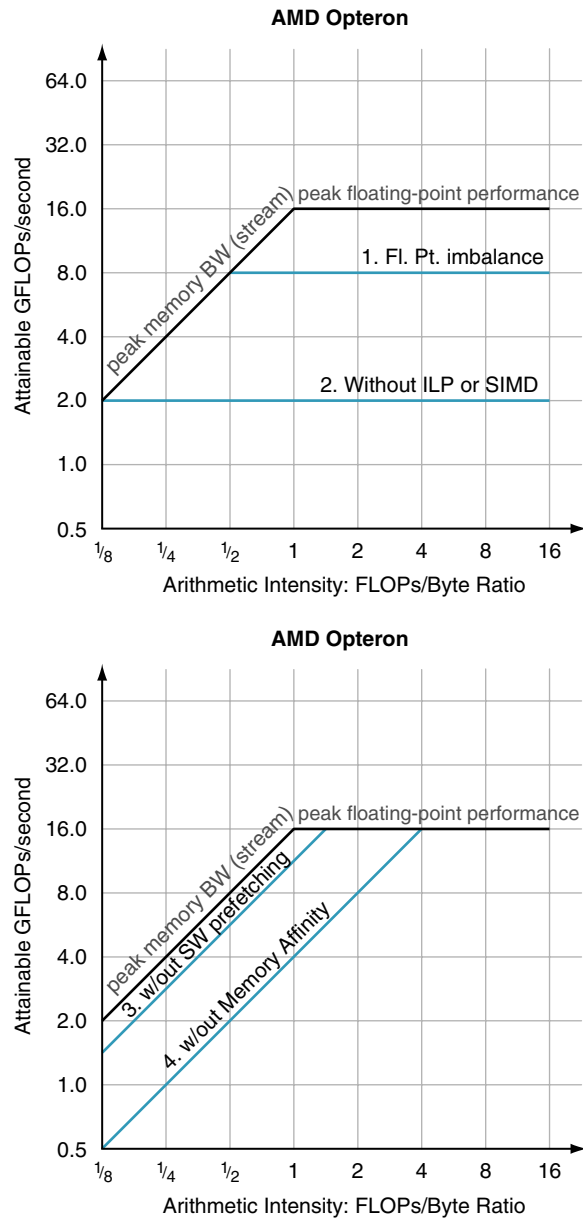 AMD Opteron
Attainable GFLOPs/second
64.0
32.0
16.0
8.0
4.0
2.0
1.0
0.5
peak memory BW (stream)
peak floating-point performance
1. Fl. Pt. imbalance
2. Without ILP or SIMD
1/8 1/4 1/2 1 2 4 8 16
Arithmetic Intensity: FLOPs/Byte Ratio
AMD Opteron
Attainable GFLOPs/second
64.0
32.0
16.0
8.0
4.0
2.0
1.0
0.5
peak memory BW (stream)
peak floating-point performance
3. w/out SW prefetching
4. w/out Memory Affinity
1/8 1/4 1/2 1 2 4 8 16
Arithmetic Intensity: FLOPs/Byte Ratio